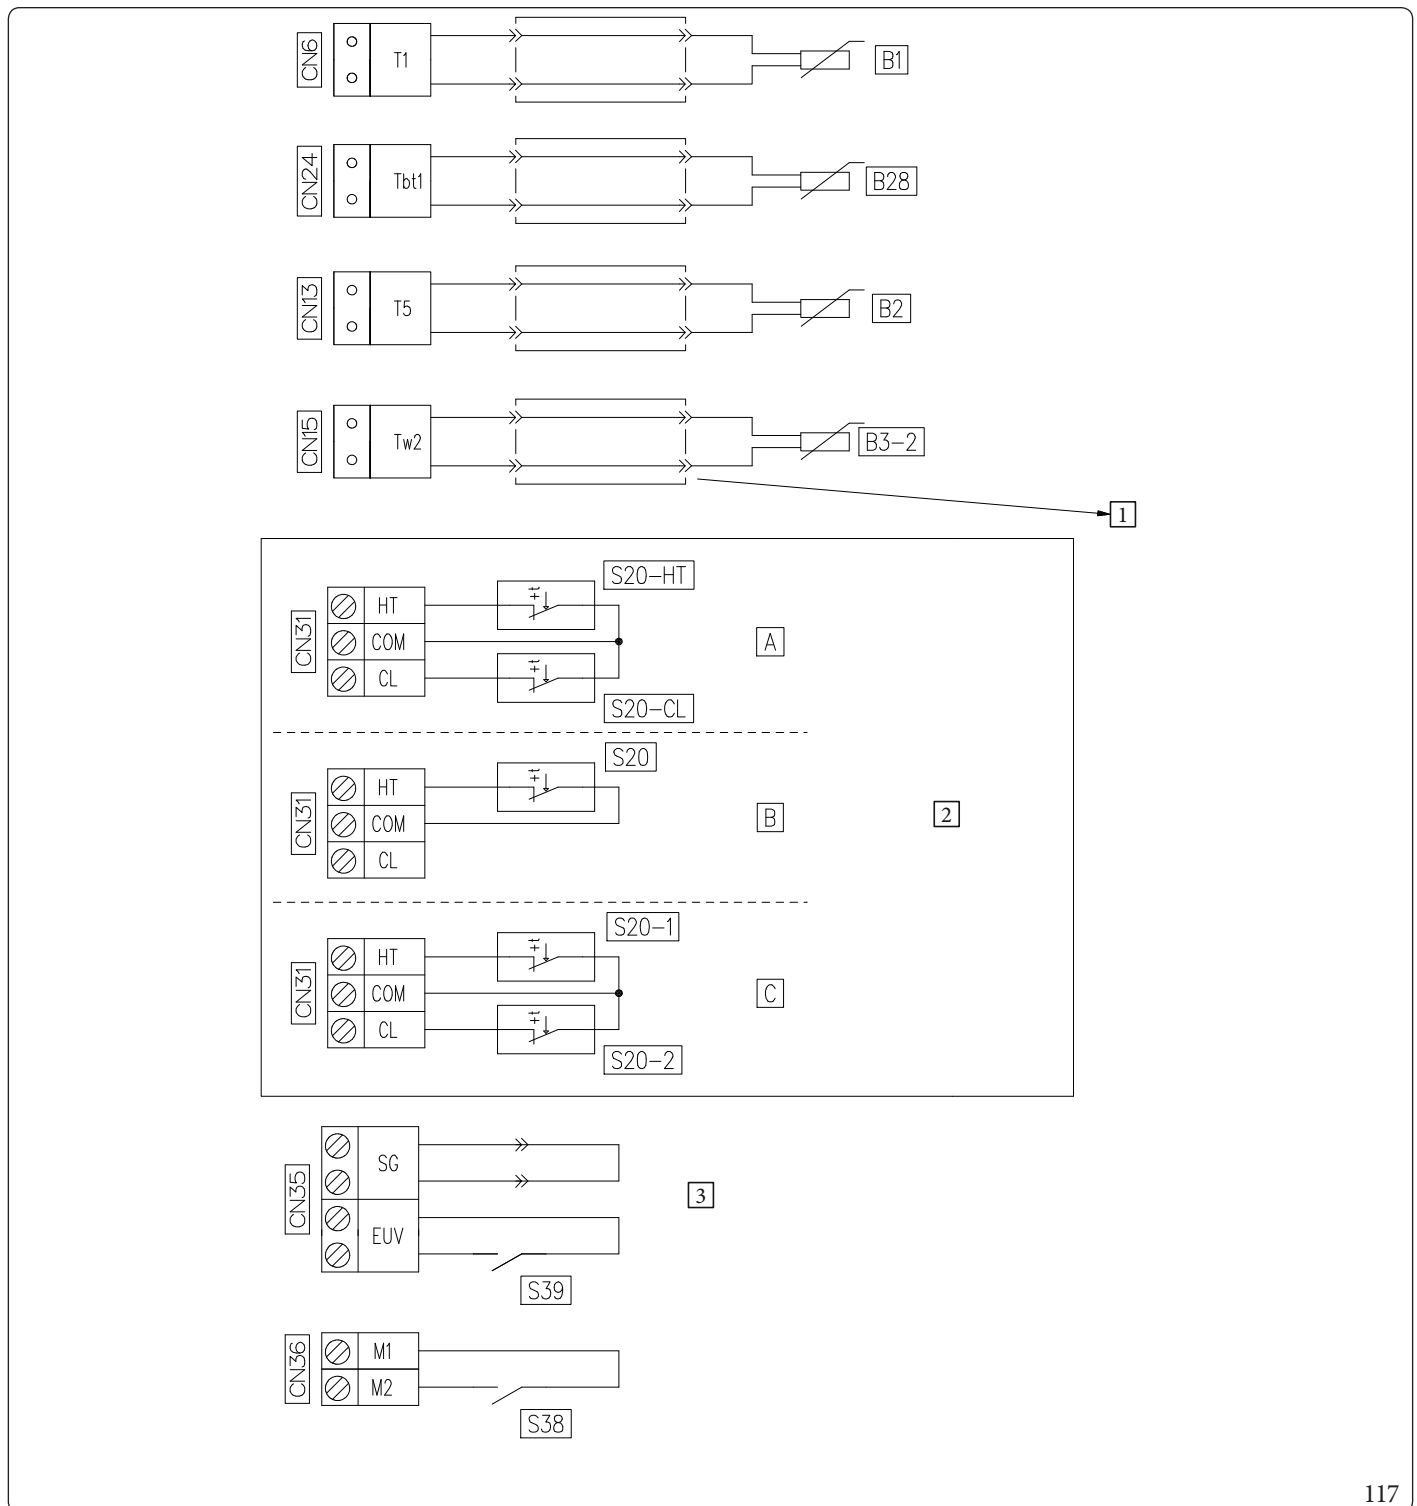 CN6
T1
B1
CN24
Tbt1
B28
CN13
T5
B2
CN15
Tw2
B3-2
1
S20-HT
+t
CN31
HT
COM
CL
A
+t
S20-CL
S20
+t
CN31
HT
COM
CL
B
2
S20-1
+t
CN31
HT
COM
CL
C
+t
S20-2
CN35
SG
EUV
3
S39
CN36
M1
M2
S38
117